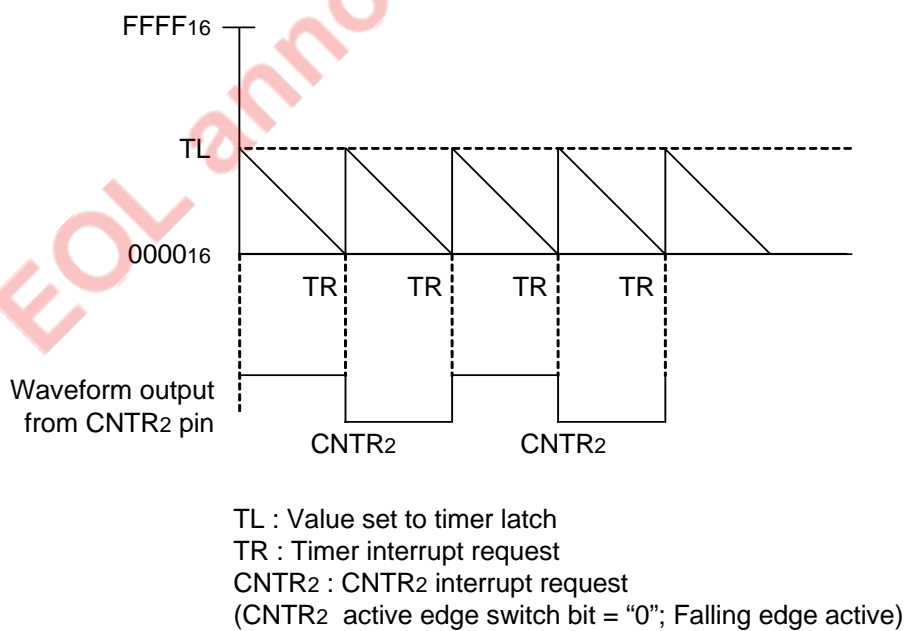 FFFF16
TL
000016
TR TR TR TR
Waveform output
from CNTR2 pin
CNTR2 CNTR2
TL : Value set to timer latch
TR : Timer interrupt request
CNTR2 : CNTR2 interrupt request
(CNTR2 active edge switch bit = “0”; Falling edge active)
EOL anno